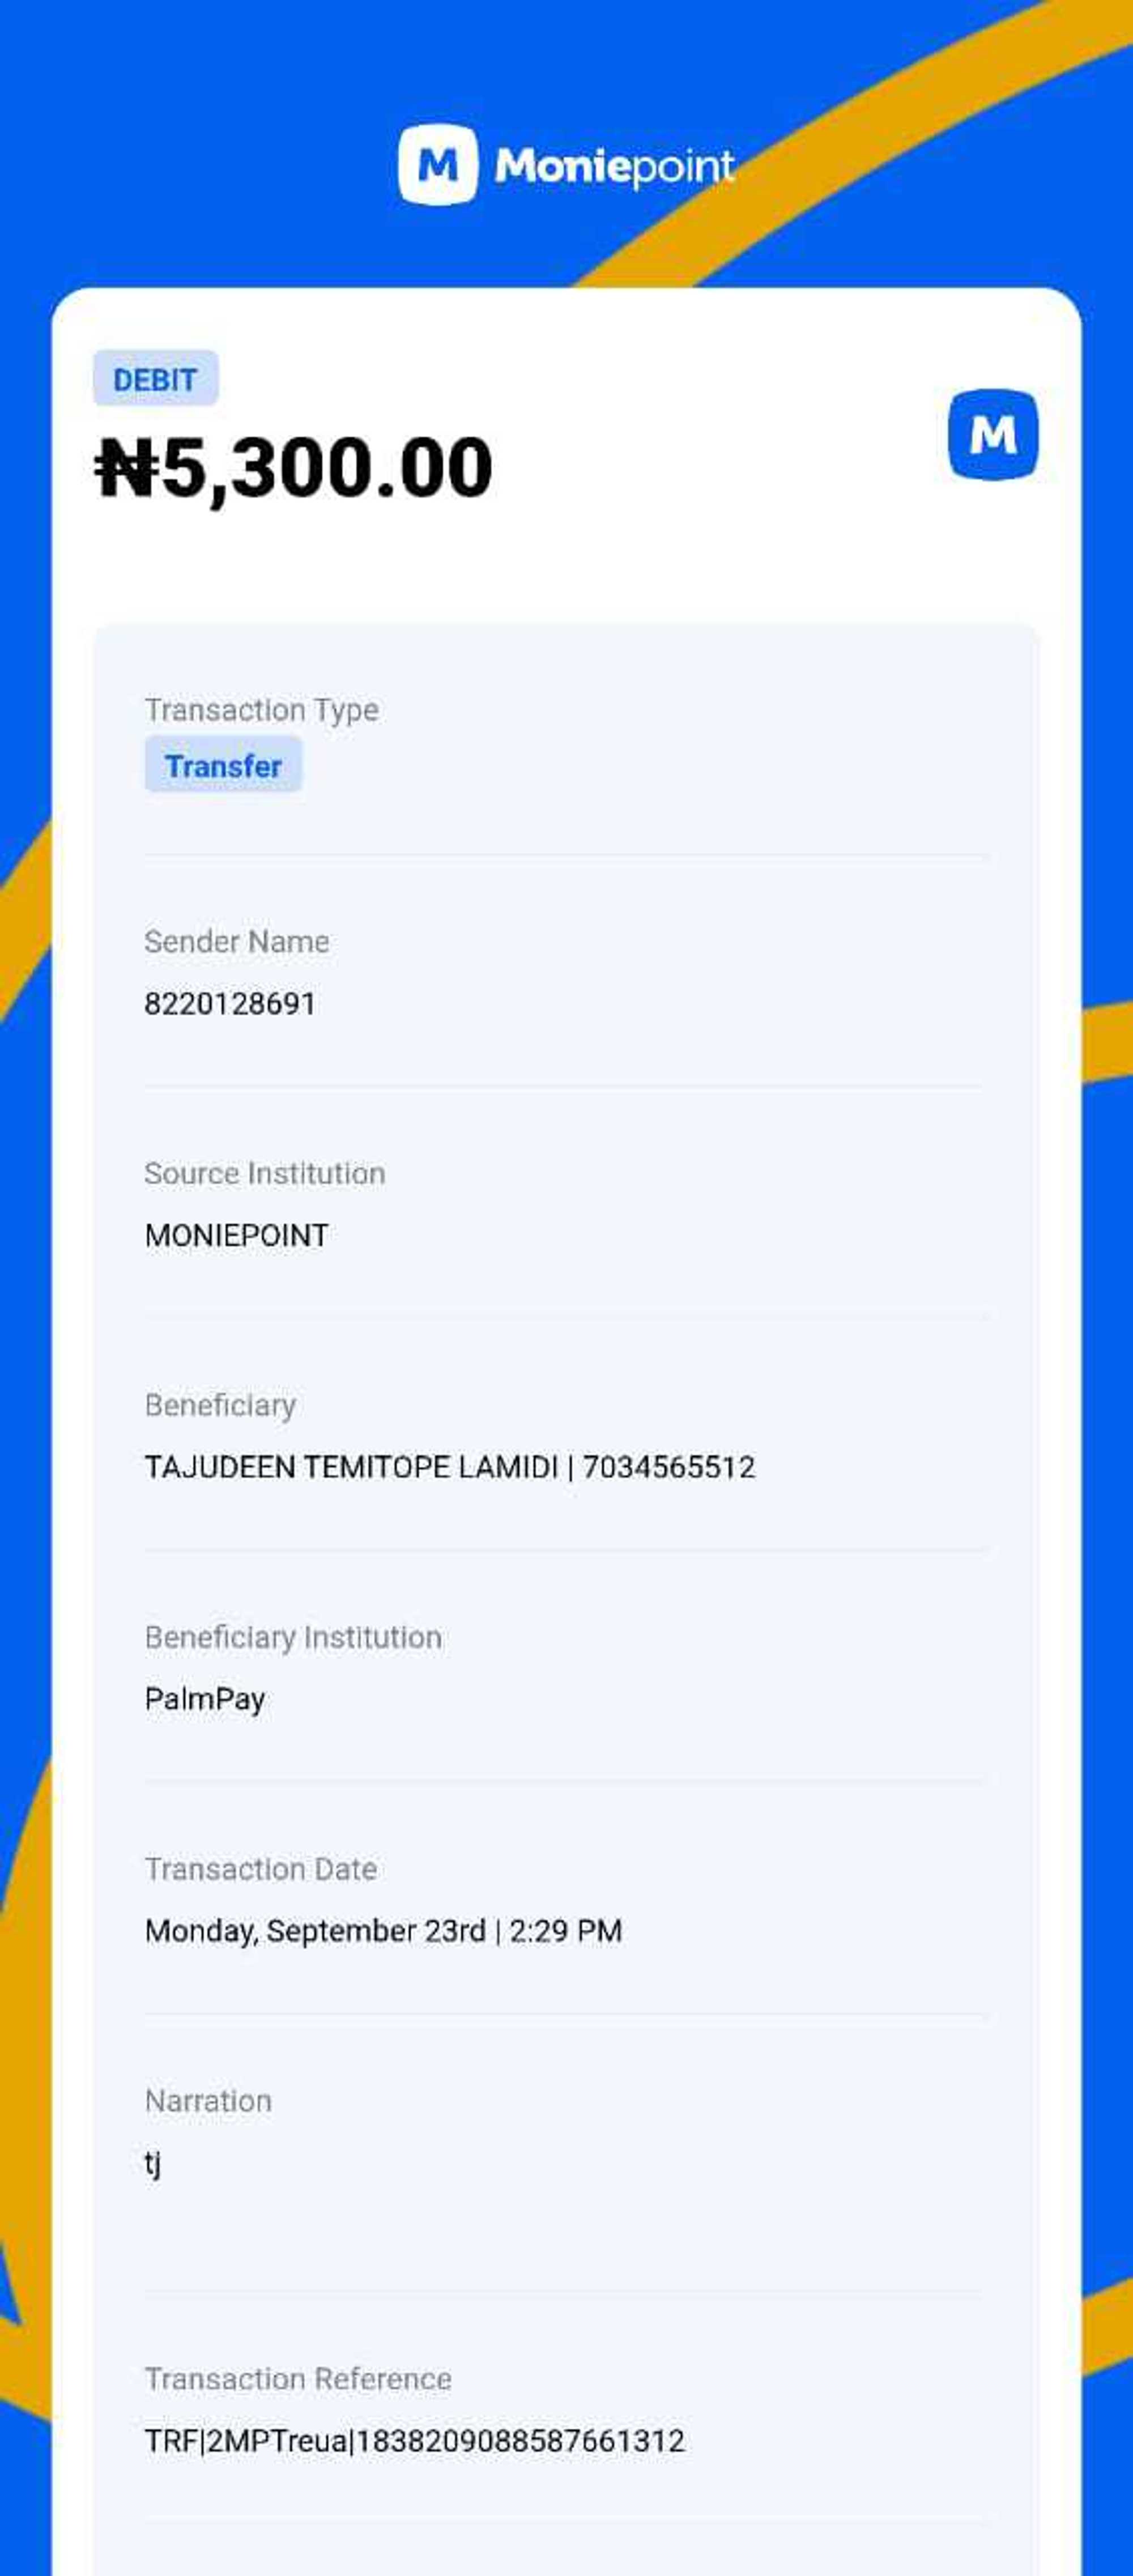 M Moniepoint
DEBIT
₦5,300.00
M
Transaction Type
Transfer
Sender Name
8220128691
Source Institution
MONIEPOINT
Beneficiary
TAJUDEEN TEMITOPE LAMIDI | 7034565512
Beneficiary Institution
PalmPay
Transaction Date
Monday, September 23rd | 2:29 PM
Narration
tj
Transaction Reference
TRF|2MPTreua|1838209088587661312